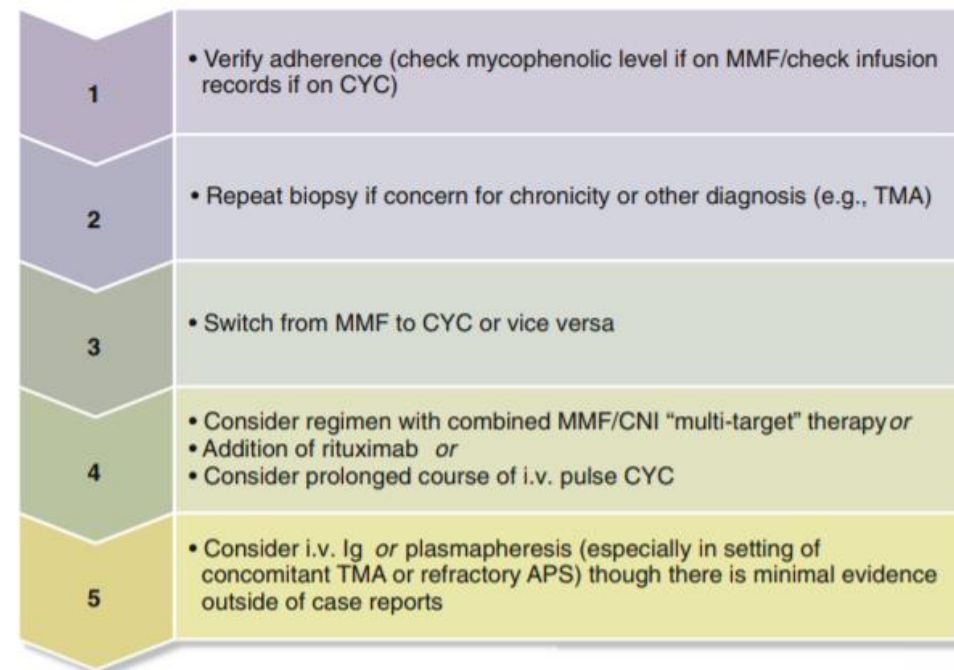 1
• Verify adherence (check mycophenolic level if on MMF/check infusion
records if on CYC)
2
• Repeat biopsy if concern for chronicity or other diagnosis (e.g., TMA)
3
• Switch from MMF to CYC or vice versa
4
• Consider regimen with combined MMF/CNI “multi-target” therapy or
• Addition of rituximab or
• Consider prolonged course of i.v. pulse CYC
5
• Consider i.v. Ig or plasmapheresis (especially in setting of
concomitant TMA or refractory APS) though there is minimal evidence
outside of case reports